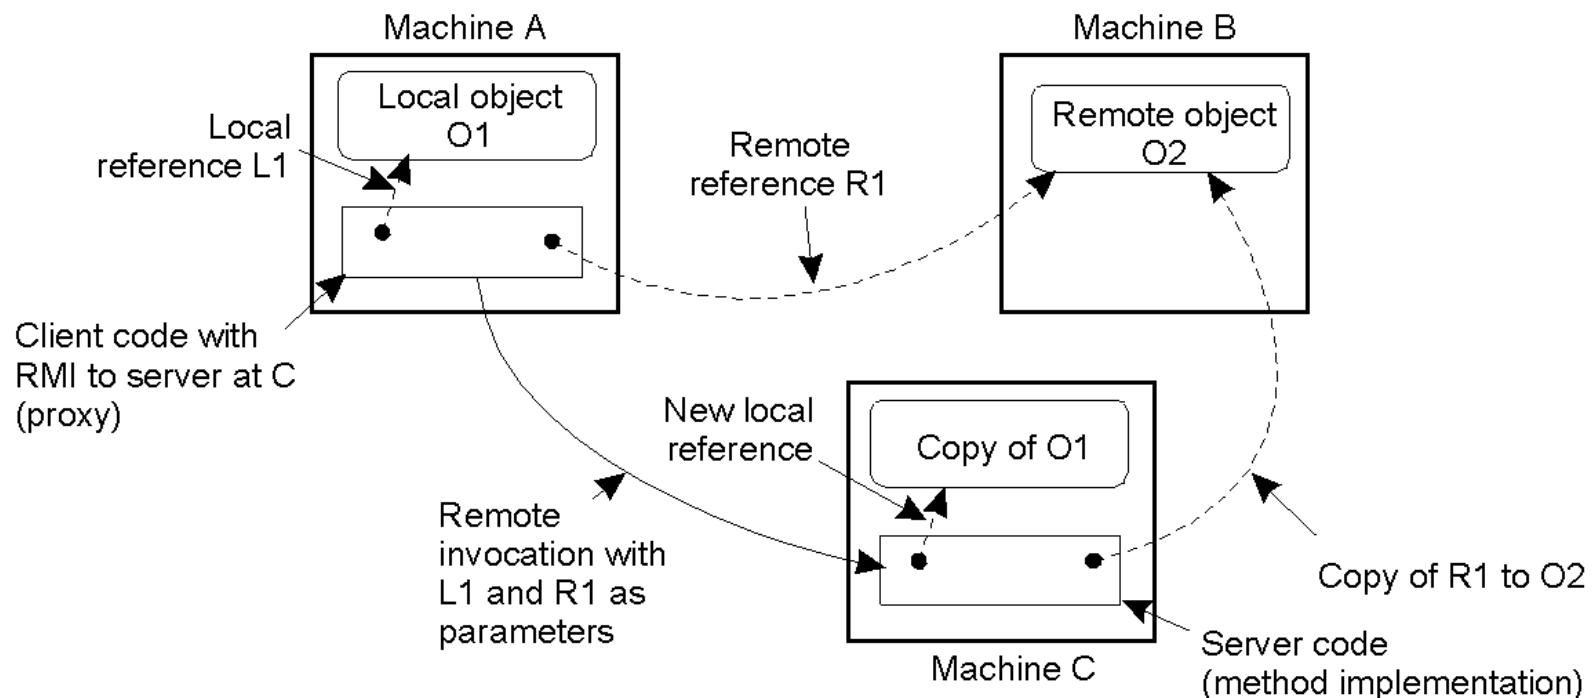 Machine A
Machine B
Local object
O1
Remote object
O2
Local
reference L1
Remote
reference R1
Client code with
RMI to server at C
(proxy)
New local
reference
Copy of O1
Remote
invocation with
L1 and R1 as
parameters
Copy of R1 to O2
Server code
(method implementation)
Machine C